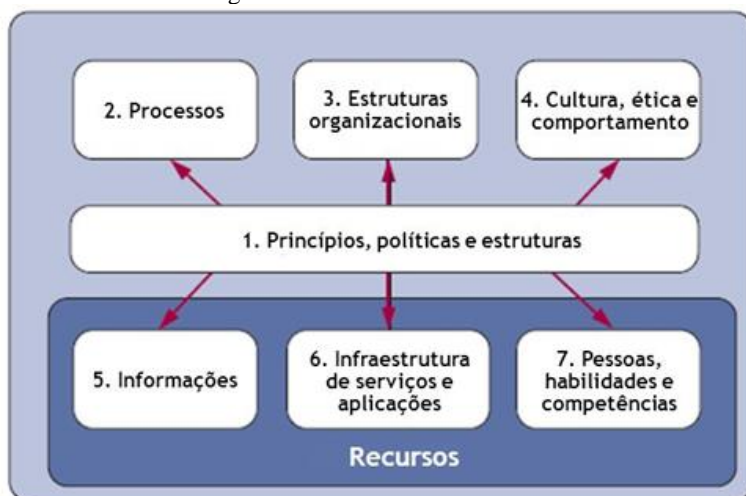 2. Processos
3. Estruturas
organizacionais
4. Cultura, ética e
comportamento
1. Princípios, políticas e estruturas
5. Informações
6. Infraestrutura
de serviços e
aplicações
7. Pessoas,
habilidades e
competências
Recursos